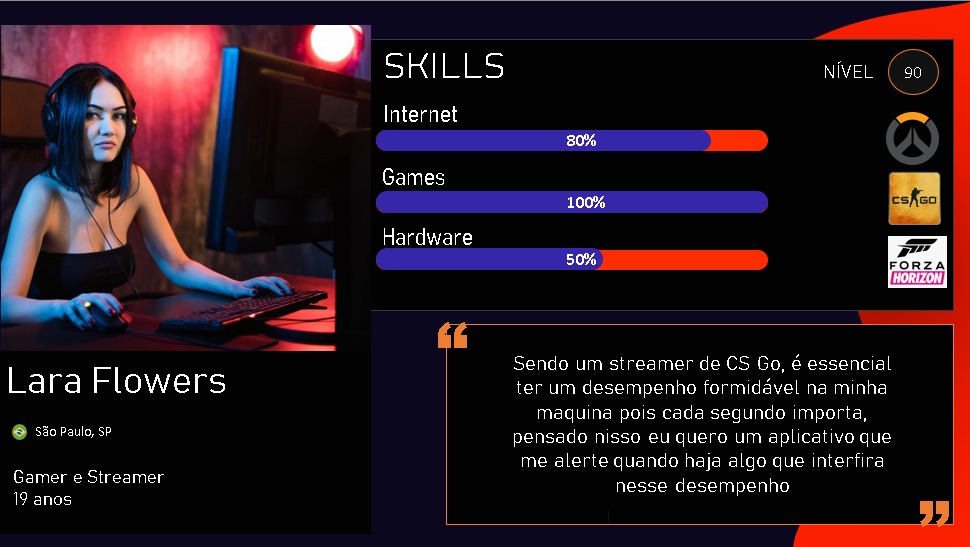 SKILLS
NÍVEL 90
Internet
80%
Games
100%
CS GO
Hardware
50%
FORZA
HORIZON
Lara Flowers
São Paulo, SP
Gamer e Streamer
19 anos
“
Sendo um streamer de CS Go, é essencial
ter um desempenho formidável na minha
maquina pois cada segundo importa,
pensado nisso eu quero um aplicativo que
me alerte quando haja algo que interfira
nesse desempenho
”